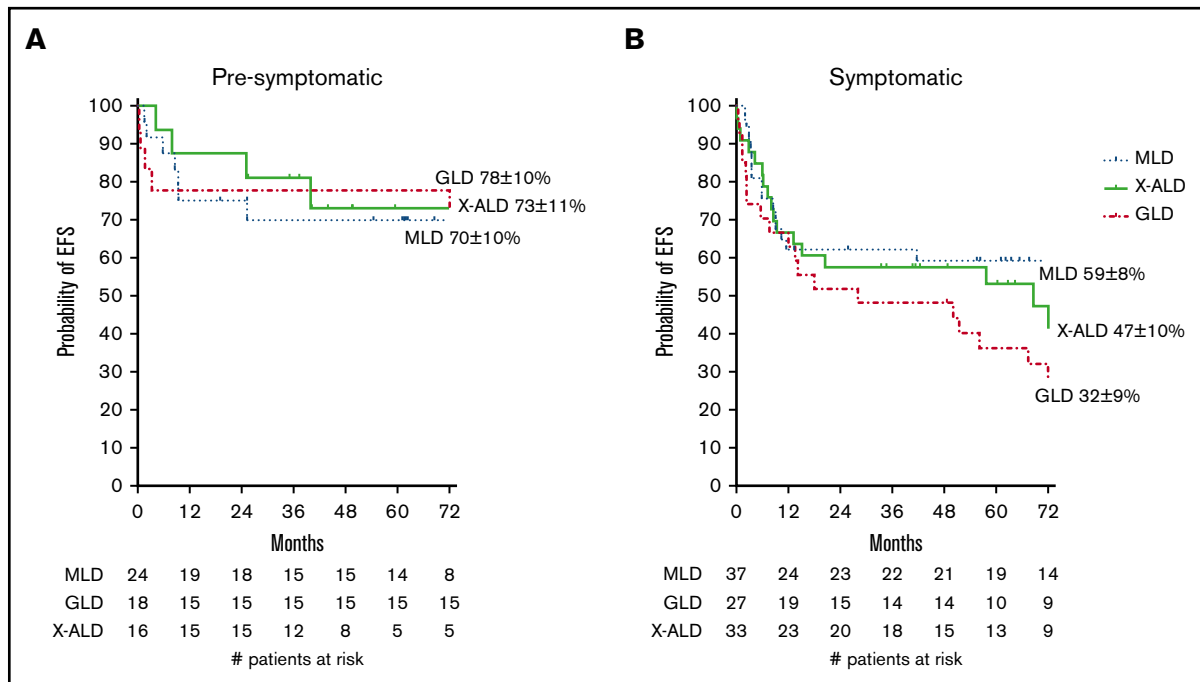 A
Pre-symptomatic
Probability of EFS
100
90
80
70
60
50
40
30
20
10
0
GLD 78±10%
X-ALD 73±11%
MLD 70±10%
0 12 24 36 48 60 72
Months
MLD 24 19 18 15 15 14 8
GLD 18 15 15 15 15 15 15
X-ALD 16 15 15 12 8 5 5
# patients at risk
B
Symptomatic
Probability of EFS
100
90
80
70
60
50
40
30
20
10
0
MLD
X-ALD
GLD
MLD 59±8%
X-ALD 47±10%
GLD 32±9%
0 12 24 36 48 60 72
Months
MLD 37 24 23 22 21 19 14
GLD 27 19 15 14 14 10 9
X-ALD 33 23 20 18 15 13 9
# patients at risk